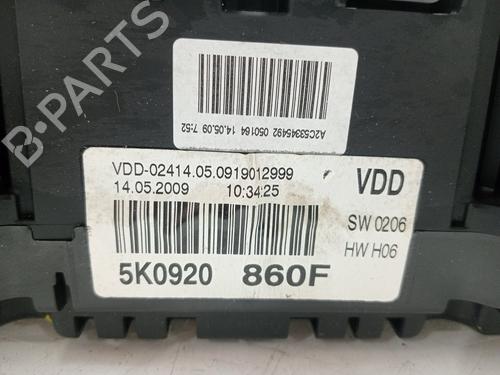 B-PARTS
A2C53345492 050164 14.05.09 7:52
VDD-02414.05.0919012999
14.05.2009 10:34:25
VDD
SW 0206
HW H06
5K0920 860F